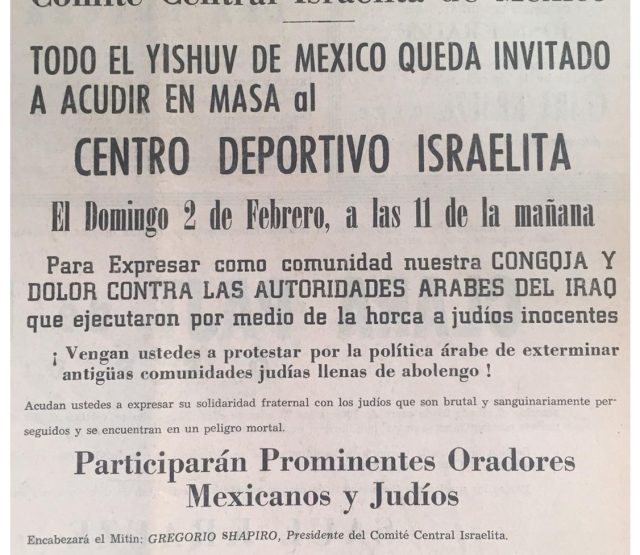 Comité Central Israelita de México
TODO EL YISHUV DE MEXICO QUEDA INVITADO
A ACUDIR EN MASA al
CENTRO DEPORTIVO ISRAELITA
El Domingo 2 de Febrero, a las 11 de la mañana
Para Expresar como comunidad nuestra CONGOJA Y
DOLOR CONTRA LAS AUTORIDADES ARABES DEL IRAQ
que ejecutaron por medio de la horca a judíos inocentes
¡ Vengan ustedes a protestar por la política árabe de exterminar
antigüas comunidades judías llenas de abolengo !
Acudan ustedes a expresar su solidaridad fraternal con los judíos que son brutal y sanguinariamente per-
seguidos y se encuentran en un peligro mortal.
Participarán Prominentes Oradores
Mexicanos y Judíos
Encabezará el Mitin: GREGORIO SHAPIRO, Presidente del Comité Central Israelita.